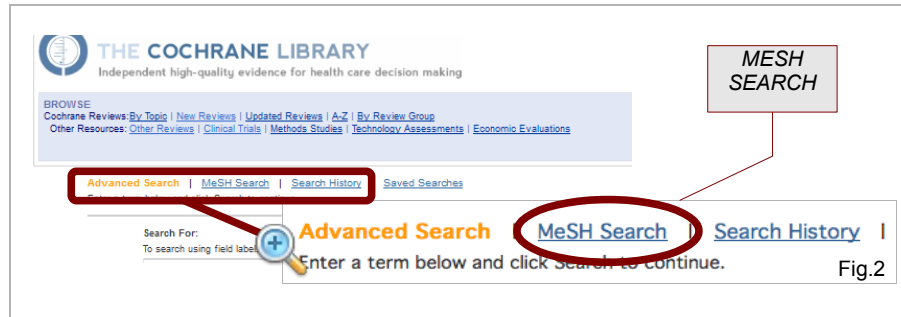 THE COCHRANE LIBRARY
Independent high-quality evidence for health care decision making
MESH
SEARCH
BROWSE
Cochrane Reviews: By Topic | New Reviews | Updated Reviews | A-Z | By Review Group
Other Resources: Other Reviews | Clinical Trials | Methods Studies | Technology Assessments | Economic Evaluations
Advanced Search | MeSH Search | Search History Saved Searches
Search For:
To search using field label
Advanced Search | MeSH Search | Search History |
Enter a term below and click Search to continue.
Fig.2